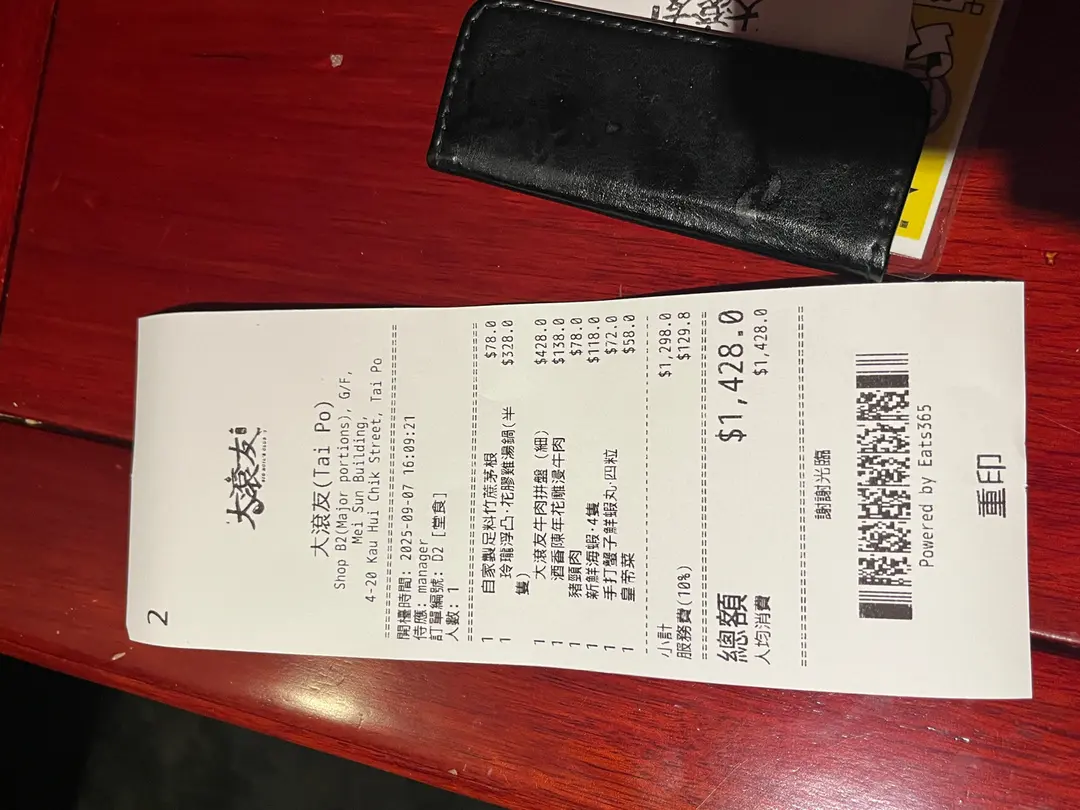 2
大滾友
大滾友(Tai Po)
Shop B2(Major portions), G/F,
Mei Sun Building,
4-20 Kau Hui Chik Street, Tai Po
開檯時間: 2025-09-07 16:09:21
侍應: manager
訂單編號: D2 [堂食]
人數: 1
1 自家製足料竹蔗茅根 $78.0
1 玲瓏浮凸·花膠雞湯鍋(半 $328.0
隻)
1 大滾友牛肉拼盤（細） $428.0
1 酒香陳年花雕浸牛肉 $138.0
1 豬頸肉 $78.0
1 新鮮海蝦·4隻 $118.0
1 手打蟹子鮮蝦丸·四粒 $72.0
1 皇帝菜 $58.0
小計 $1,298.0
服務費(10%) $129.8
總額 $1,428.0
人均消費 $1,428.0
謝謝光臨
Powered by Eats365
重印